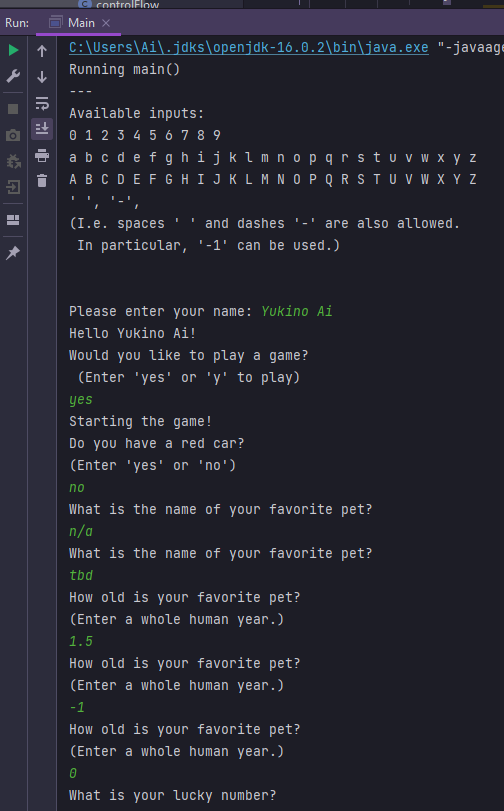 controlFlow
Run: Main
C:\Users\Ai\.jdks\openjdk-16.0.2\bin\java.exe "-javaage
Running main()
---
Available inputs:
0 1 2 3 4 5 6 7 8 9
a b c d e f g h i j k l m n o p q r s t u v w x y z
A B C D E F G H I J K L M N O P Q R S T U V W X Y Z
' ', '-',
(I.e. spaces ' ' and dashes '-' are also allowed.
 In particular, '-1' can be used.)
Please enter your name: Yukino Ai
Hello Yukino Ai!
Would you like to play a game?
 (Enter 'yes' or 'y' to play)
yes
Starting the game!
Do you have a red car?
(Enter 'yes' or 'no')
no
What is the name of your favorite pet?
n/a
What is the name of your favorite pet?
tbd
How old is your favorite pet?
(Enter a whole human year.)
1.5
How old is your favorite pet?
(Enter a whole human year.)
-1
How old is your favorite pet?
(Enter a whole human year.)
0
What is your lucky number?